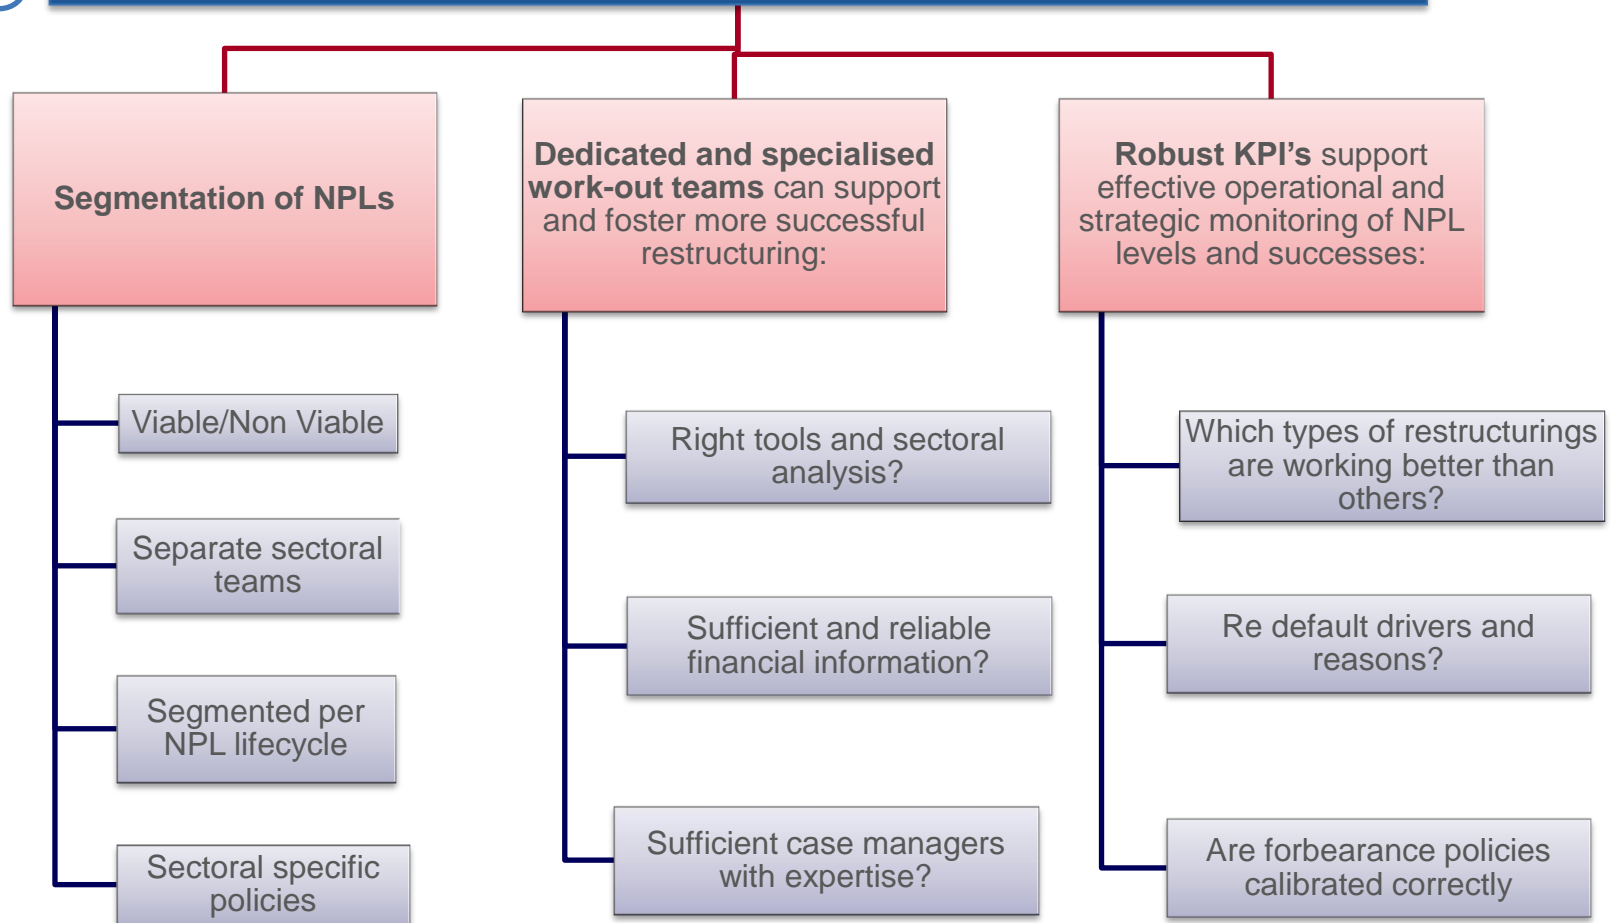 Segmentation of NPLs
Viable/Non Viable
Separate sectoral
teams
Segmented per
NPL lifecycle
Sectoral specific
policies
Dedicated and specialised
work-out teams can support
and foster more successful
restructuring:
Right tools and sectoral
analysis?
Sufficient and reliable
financial information?
Sufficient case managers
with expertise?
Robust KPI’s support
effective operational and
strategic monitoring of NPL
levels and successes:
Which types of restructurings
are working better than
others?
Re default drivers and
reasons?
Are forbearance policies
calibrated correctly